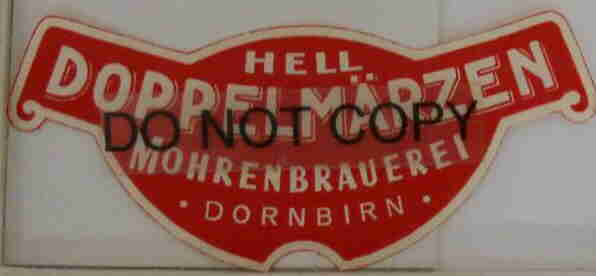 HELL
DOPPELMÄRZEN
DO NOT COPY
MOHRENBRAUEREI
• DORNBIRN •